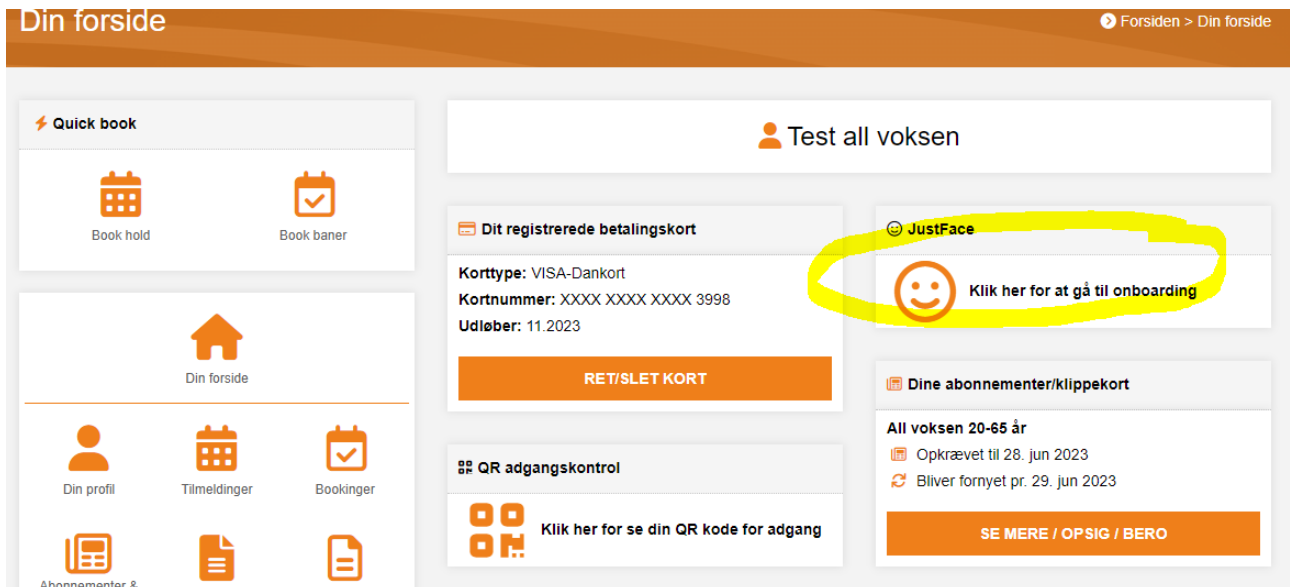 Din forside
Forsiden > Din forside
Quick book
Book hold
Book baner
Din forside
Din profil
Tilmeldinger
Bookinger
Abonnementer &
Test all voksen
Dit registrerede betalingskort
Korttype: VISA-Dankort
Kortnummer: XXXX XXXX XXXX 3998
Udløber: 11.2023
RET/SLET KORT
QR adgangskontrol
Klik her for se din QR kode for adgang
JustFace
Klik her for at gå til onboarding
Dine abonnementer/klippekort
All voksen 20-65 år
Opkrævet til 28. jun 2023
Bliver fornyet pr. 29. jun 2023
SE MERE / OPSIG / BERO